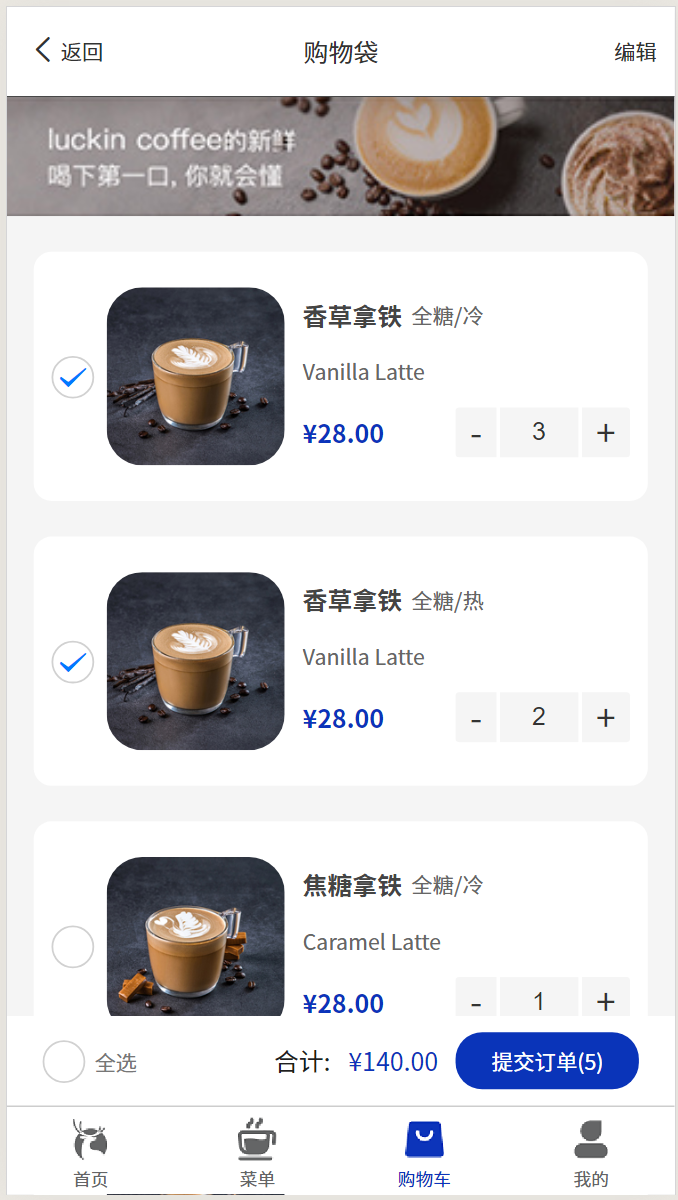 返回 购物袋 编辑
luckin coffee的新鲜
喝下第一口, 你就会懂
香草拿铁 全糖/冷
Vanilla Latte
¥28.00 - 3 +
香草拿铁 全糖/热
Vanilla Latte
¥28.00 - 2 +
焦糖拿铁 全糖/冷
Caramel Latte
¥28.00 - 1 +
全选 合计: ¥140.00 提交订单(5)
首页 菜单 购物车 我的